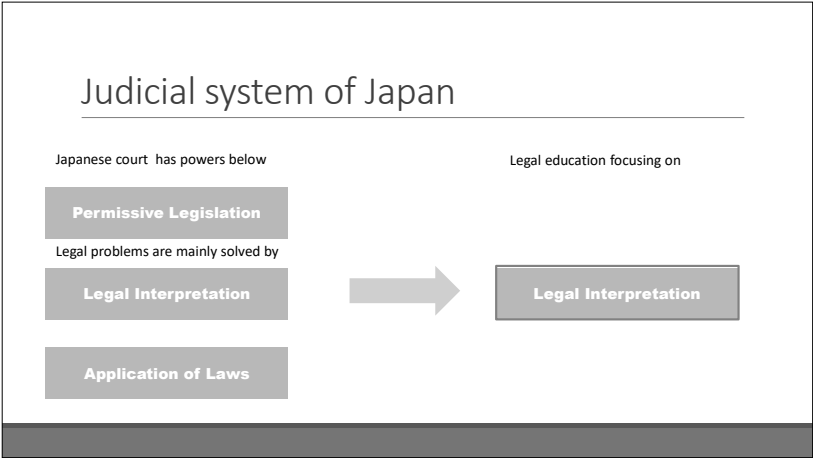 Judicial system of Japan
Japanese court has powers below
Legal education focusing on
Permissive Legislation
Legal problems are mainly solved by
Legal Interpretation
Legal Interpretation
Application of Laws